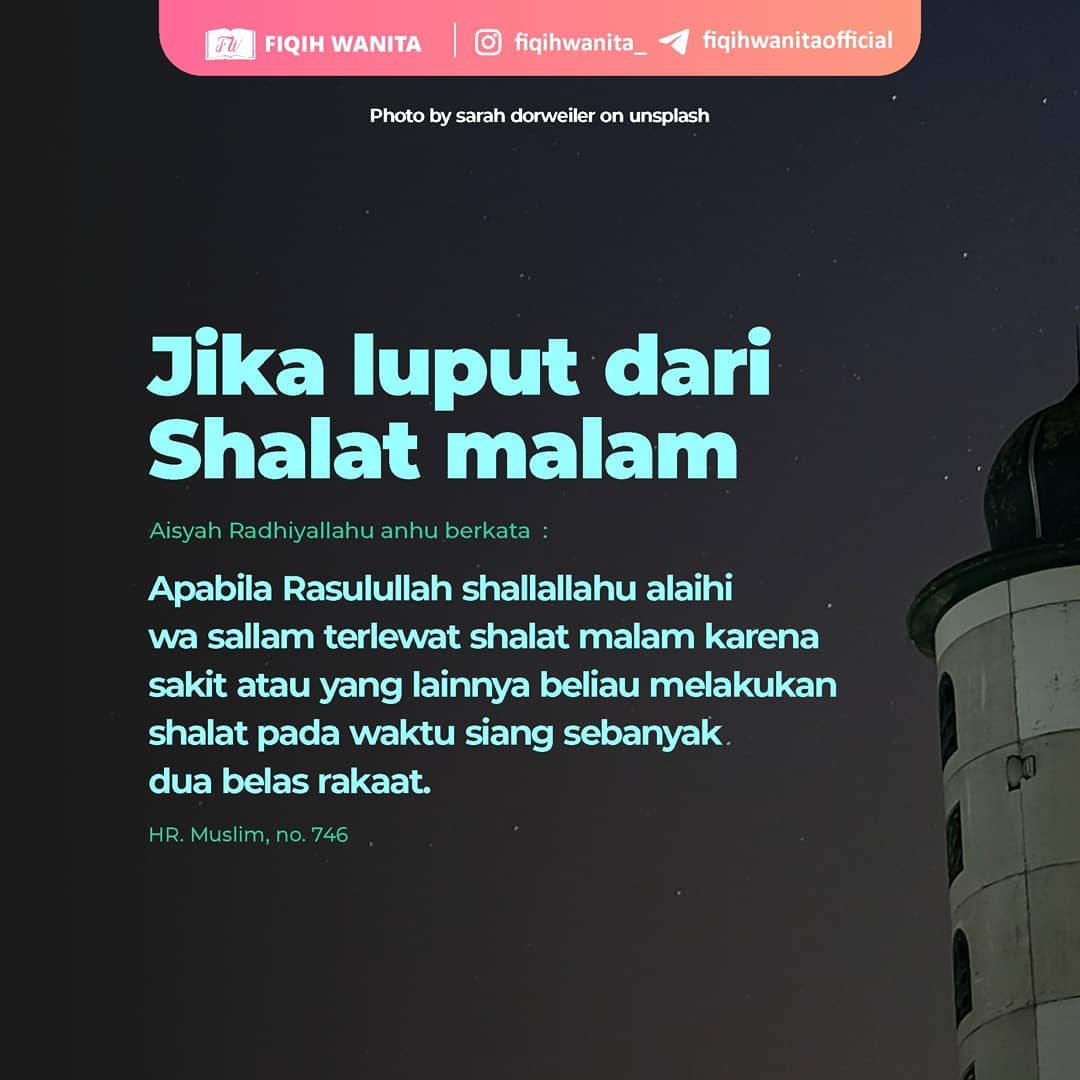 FW FIQIH WANITA fiqihwanita_ fiqihwanitaofficial
Photo by sarah dorweiler on unsplash
Jika luput dari
Shalat malam
Aisyah Radhiyallahu anhu berkata :
Apabila Rasulullah shallallahu alaihi
wa sallam terlewat shalat malam karena
sakit atau yang lainnya beliau melakukan
shalat pada waktu siang sebanyak
dua belas rakaat.
HR. Muslim, no. 746